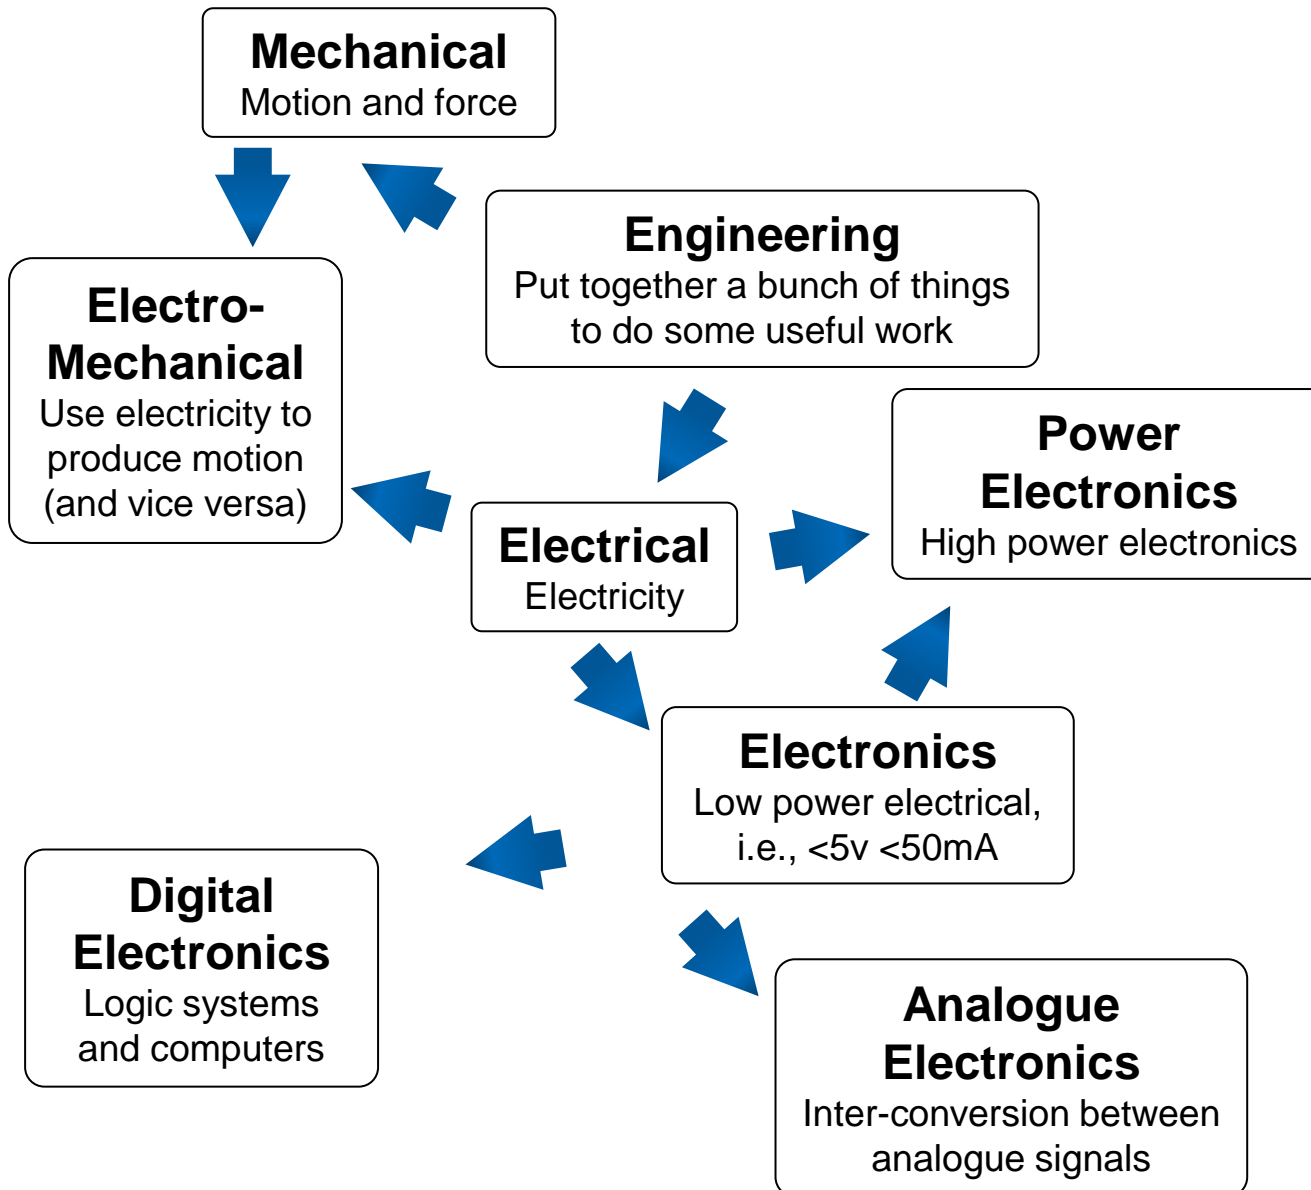 Mechanical
Motion and force
Engineering
Put together a bunch of things
to do some useful work
Electro-
Mechanical
Use electricity to
produce motion
(and vice versa)
Power
Electronics
High power electronics
Electrical
Electricity
Electronics
Low power electrical,
i.e., <5v <50mA
Digital
Electronics
Logic systems
and computers
Analogue
Electronics
Inter-conversion between
analogue signals